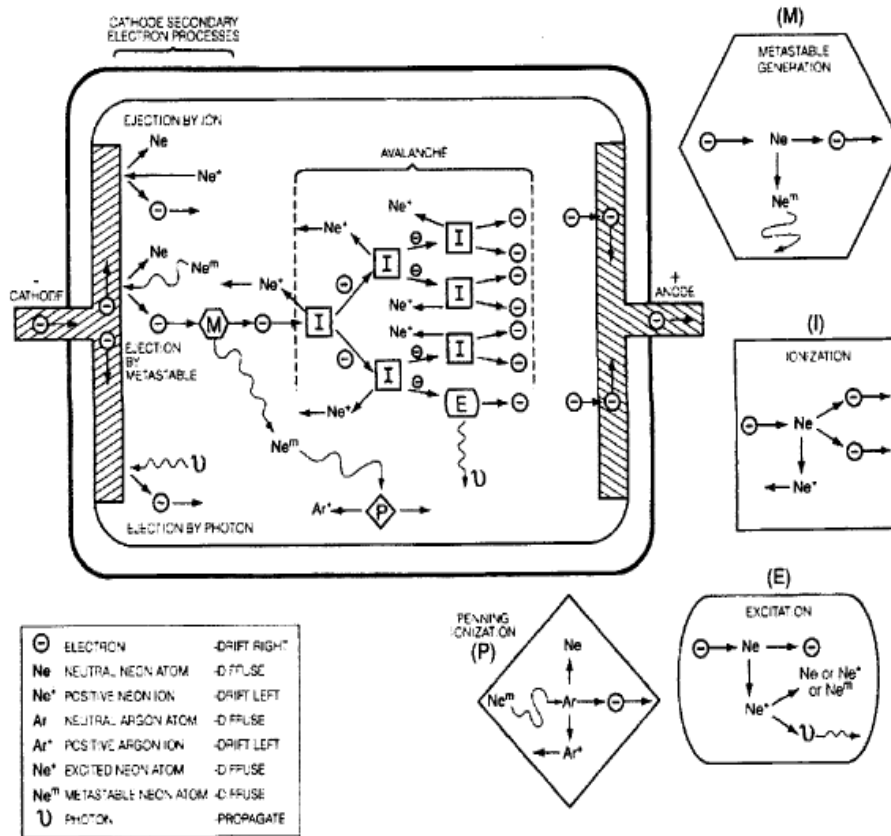 CATHODE SECONDARY
ELECTRON PROCESSES
EJECTION BY ION
Ne
Ne+
⊖
AVALANCHE
Ne+
Ne+
I
I
I
I
I
I
I
Ne
Nem
Ne+
-
CATHODE
⊖
M
⊖
EJECTION
BY
METASTABLE
Ne+
Ne+
Ne+
E
⊖
Nem
υ
υ
Ar+
P
EJECTION BY PHOTON
+
ANODE
(M)
METASTABLE
GENERATION
⊖ Ne ⊖
Nem
(I)
IONIZATION
⊖ Ne ⊖
⊖
Ne+
(E)
EXCITATION
⊖ Ne ⊖
Ne or Ne*
or Nem
Ne*
υ
PENNING
IONIZATION
(P)
Ne
Nem Ar ⊖
Ar+
⊖ ELECTRON -DRIFT RIGHT
Ne NEUTRAL NEON ATOM -DIFFUSE
Ne+ POSITIVE NEON ION -DRIFT LEFT
Ar NEUTRAL ARGON ATOM -DIFFUSE
Ar+ POSITIVE ARGON ION -DRIFT LEFT
Ne* EXCITED NEON ATOM -DIFFUSE
Nem METASTABLE NEON ATOM -DIFFUSE
υ PHOTON -PROPAGATE